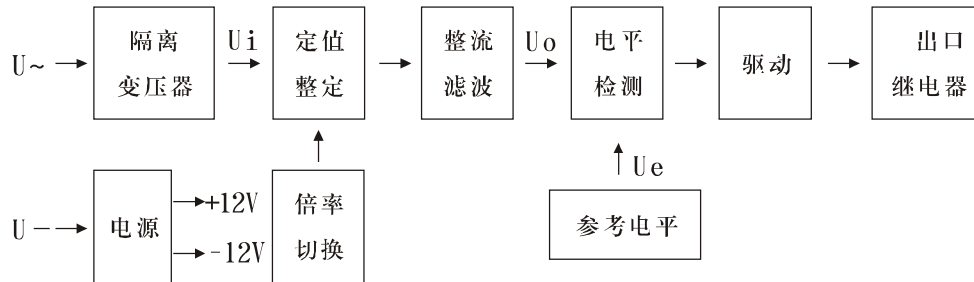 U~
隔离
变压器
Ui
定值
整定
整流
滤波
Uo
电平
检测
驱动
出口
继电器
U－
电源
+12V
-12V
倍率
切换
Ue
参考电平